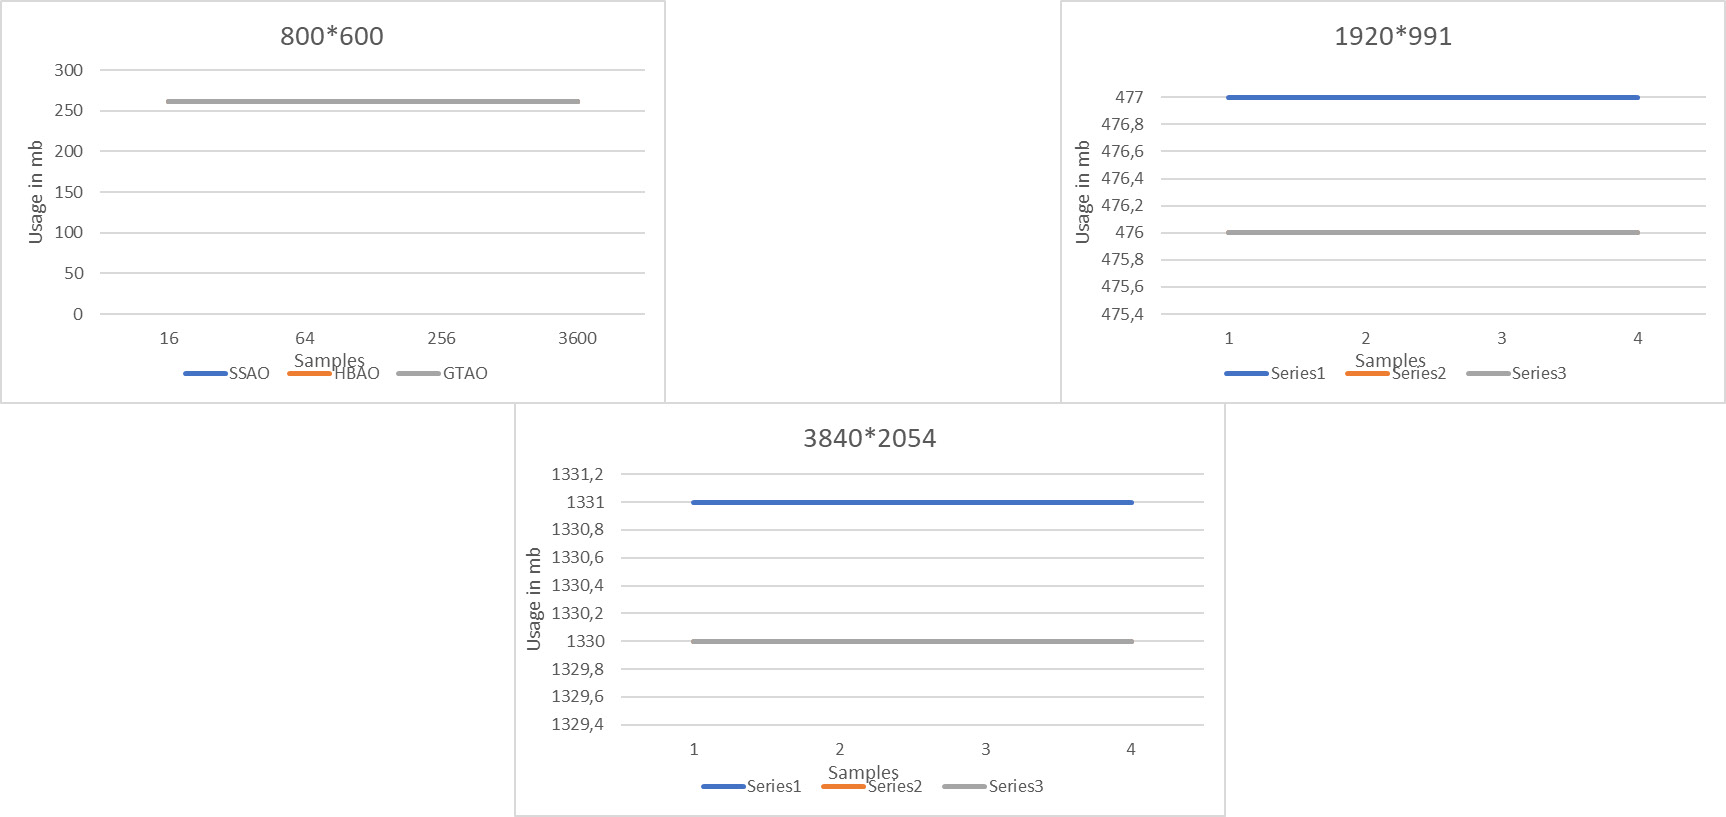 800*600
300
250
200
150
100
50
0
Usage in mb
16 64 256 3600
Samples
SSAO HBAO GTAO
1920*991
477
476,8
476,6
476,4
476,2
476
475,8
475,6
475,4
Usage in mb
1 2 3 4
Samples
Series1 Series2 Series3
3840*2054
1331,2
1331
1330,8
1330,6
1330,4
1330,2
1330
1329,8
1329,6
1329,4
Usage in mb
1 2 3 4
Samples
Series1 Series2 Series3